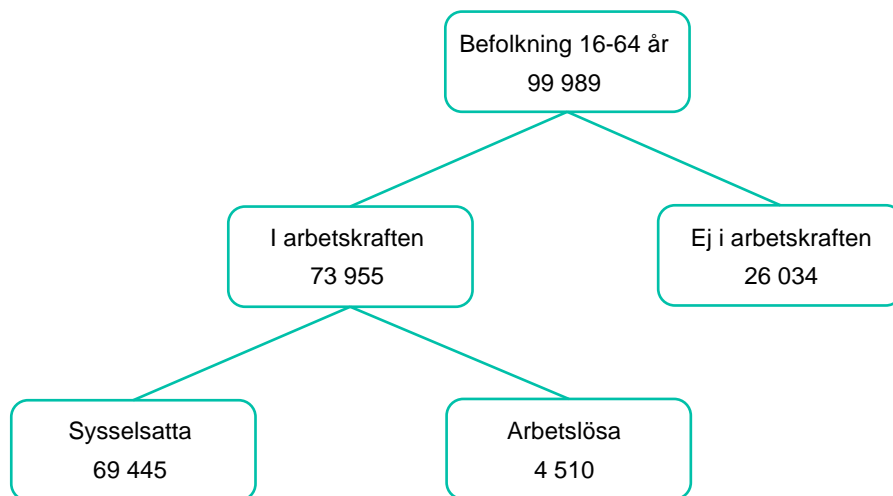 Befolkning 16-64 år
99 989
I arbetskraften
73 955
Ej i arbetskraften
26 034
Sysselsatta
69 445
Arbetslösa
4 510